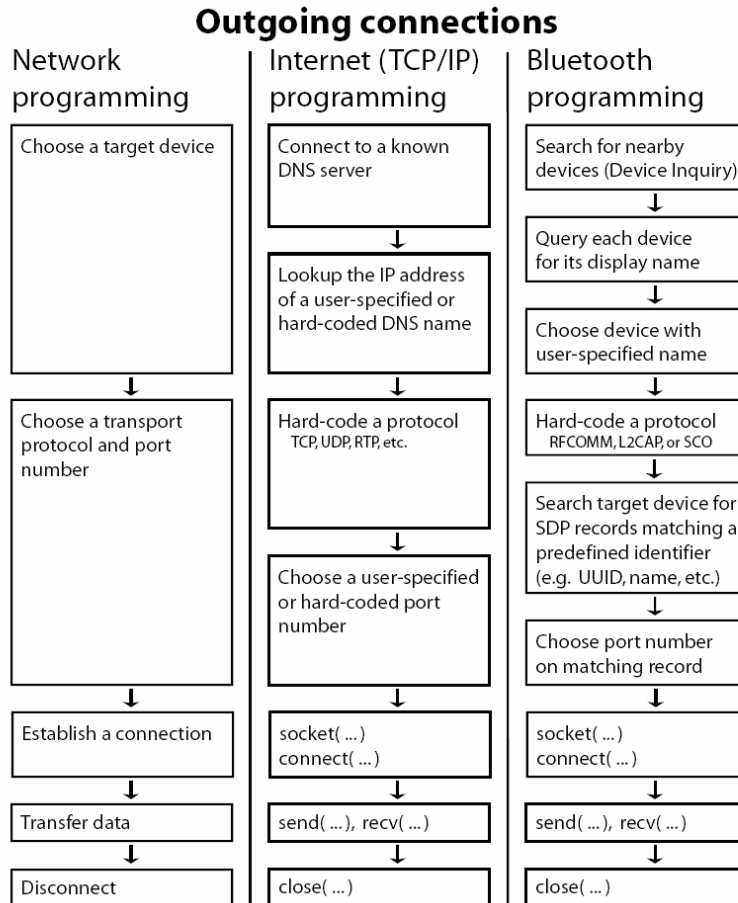 Outgoing connections
Network
programming
Choose a target device
Choose a transport
protocol and port
number
Establish a connection
Transfer data
Disconnect
Internet (TCP/IP)
programming
Connect to a known
DNS server
Lookup the IP address
of a user-specified or
hard-coded DNS name
Hard-code a protocol
TCP, UDP, RTP, etc.
Choose a user-specified
or hard-coded port
number
socket( ... )
connect( ... )
send( ... ), recv( ... )
close( ... )
Bluetooth
programming
Search for nearby
devices (Device Inquiry)
Query each device
for its display name
Choose device with
user-specified name
Hard-code a protocol
RFCOMM, L2CAP, or SCO
Search target device for
SDP records matching a
predefined identifier
(e.g. UUID, name, etc.)
Choose port number
on matching record
socket( ... )
connect( ... )
send( ... ), recv( ... )
close( ... )